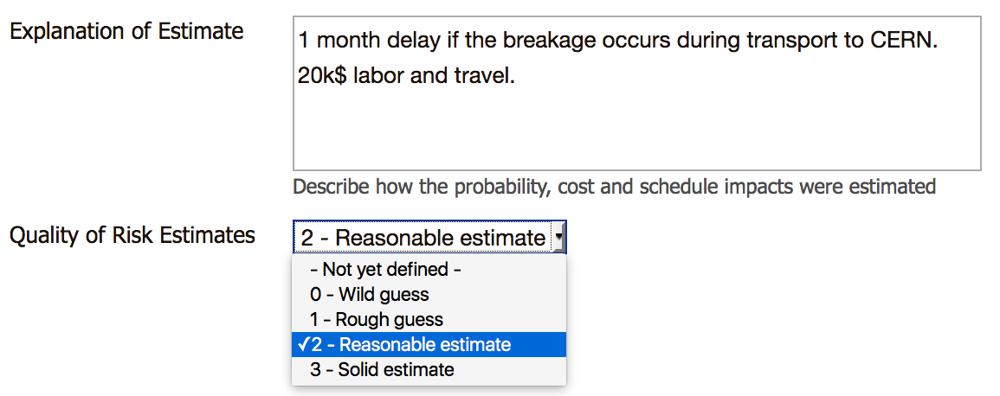 Explanation of Estimate
1 month delay if the breakage occurs during transport to CERN.
20k$ labor and travel.
Describe how the probability, cost and schedule impacts were estimated
Quality of Risk Estimates
2 - Reasonable estimate
- Not yet defined -
0 - Wild guess
1 - Rough guess
✓2 - Reasonable estimate
3 - Solid estimate